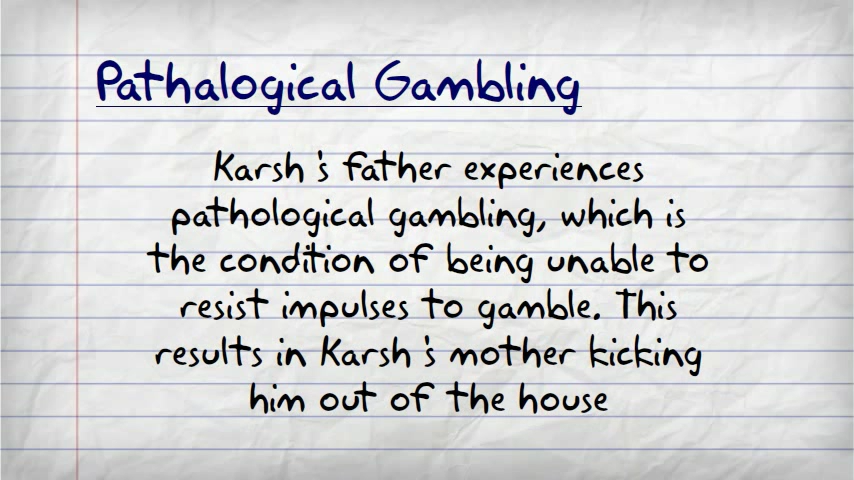 Pathalogical Gambling
Karsh's father experiences
pathological gambling, which is
the condition of being unable to
resist impulses to gamble. This
results in Karsh's mother kicking
him out of the house